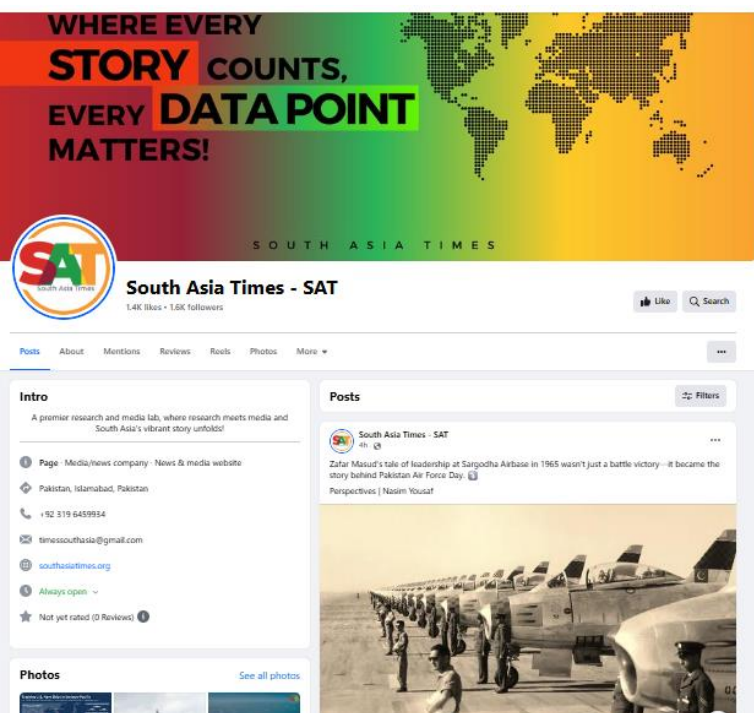 WHERE EVERY
STORY COUNTS,
EVERY DATA POINT
MATTERS!
SOUTH ASIA TIMES
SAT
South Asia Times
South Asia Times - SAT
1.4K likes • 1.6K followers
Like
Search
Posts About Mentions Reviews Reels Photos More
Intro
A premier research and media lab, where research meets media and
South Asia's vibrant story unfolds!
Page · Media/news company · News & media website
Pakistan, Islamabad, Pakistan
+92 319 6459934
timessouthasia@gmail.com
southasiatimes.org
Always open
Not yet rated (0 Reviews)
Photos
See all photos
Posts
Filters
SAT
South Asia Times - SAT
4h
Zafar Masud's tale of leadership at Sargodha Airbase in 1965 wasn't just a battle victory—it became the
story behind Pakistan Air Force Day.
Perspectives | Nasim Yousaf